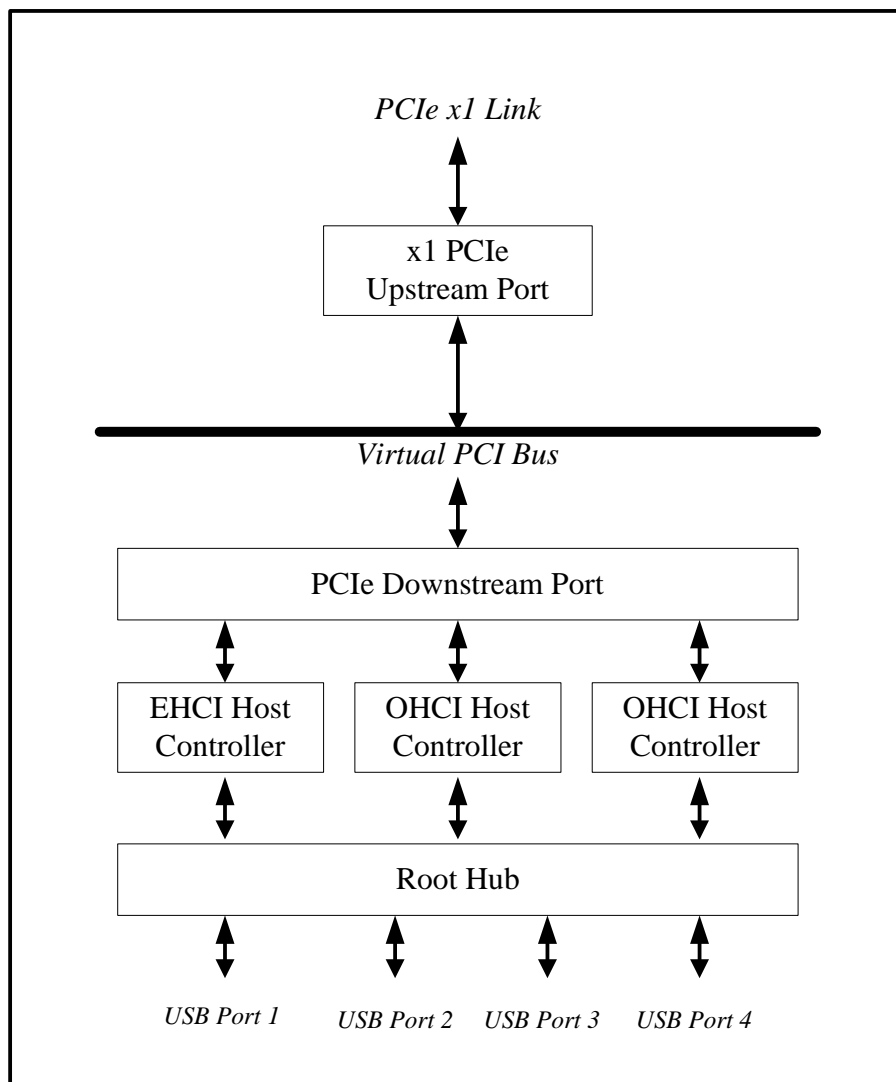 PCIe x1 Link
x1 PCIe
Upstream Port
Virtual PCI Bus
PCIe Downstream Port
EHCI Host
Controller
OHCI Host
Controller
OHCI Host
Controller
Root Hub
USB Port 1
USB Port 2
USB Port 3
USB Port 4